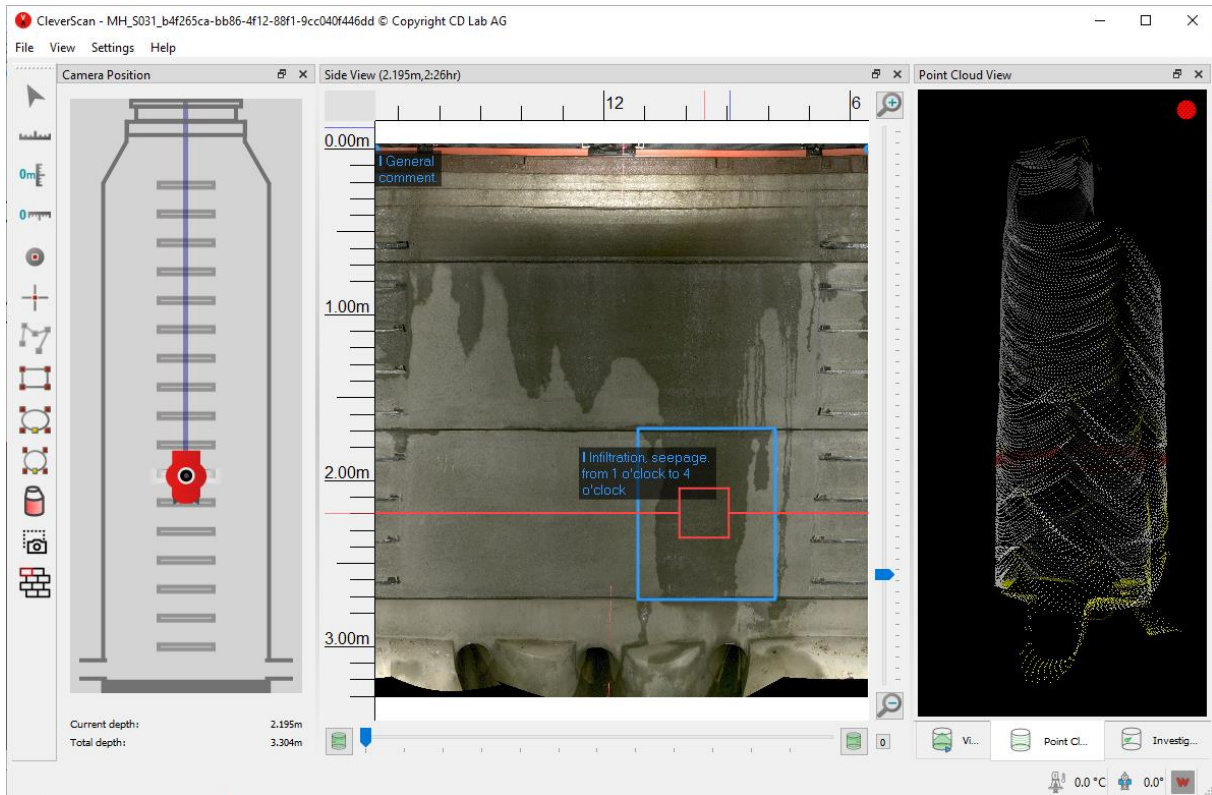 CleverScan - MH_S031_b4f265ca-bb86-4f12-88f1-9cc040f446dd © Copyright CD Lab AG
File View Settings Help
Camera Position
Side View (2.195m,2:26hr)
Point Cloud View
12
6
0.00m
I General
comment.
0m
0
1.00m
I Infiltration, seepage.
from 1 o'clock to 4
o'clock
2.00m
3.00m
Current depth: 2.195m
Total depth: 3.304m
0
Vi...
Point Cl...
Investig...
0.0 °C
0.0°
W